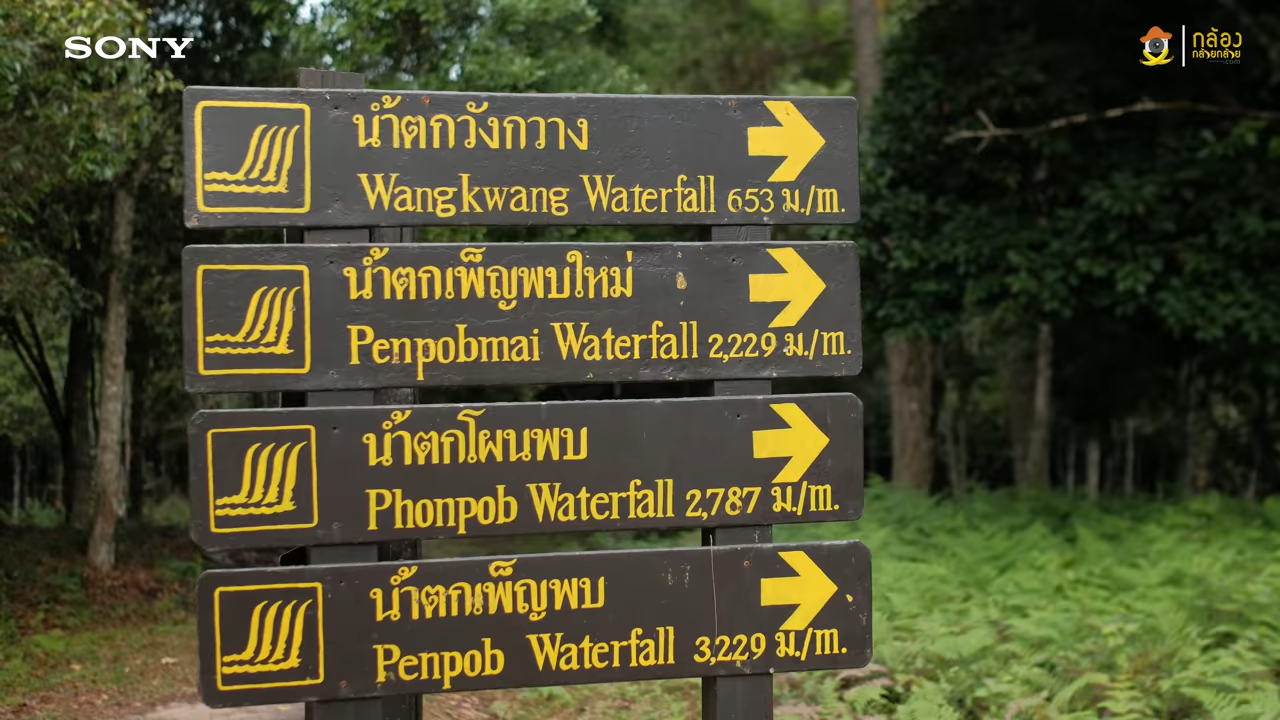 SONY
กล้อง
กล้วยกล้วย
.com
น้ำตกวังกวาง
Wangkwang Waterfall 653 ม./m.
น้ำตกเพ็ญพบใหม่
Penpobmai Waterfall 2,229 ม./m.
น้ำตกโผนพบ
Phonpob Waterfall 2,787 ม./m.
น้ำตกเพ็ญพบ
Penpob Waterfall 3,229 ม./m.